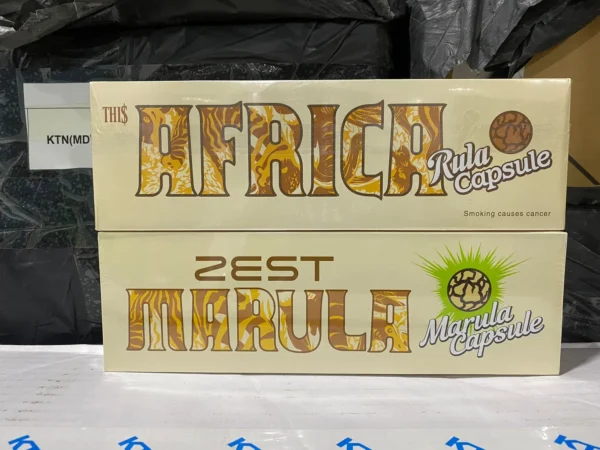 KTN(MD
THI$
AFRICA
Rula
Capsule
Smoking causes cancer
ZEST
MARULA
Marula
Capsule